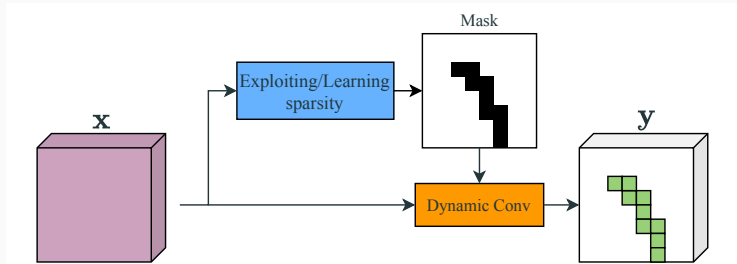 Mask
Exploiting/Learning
sparsity
x
y
Dynamic Conv